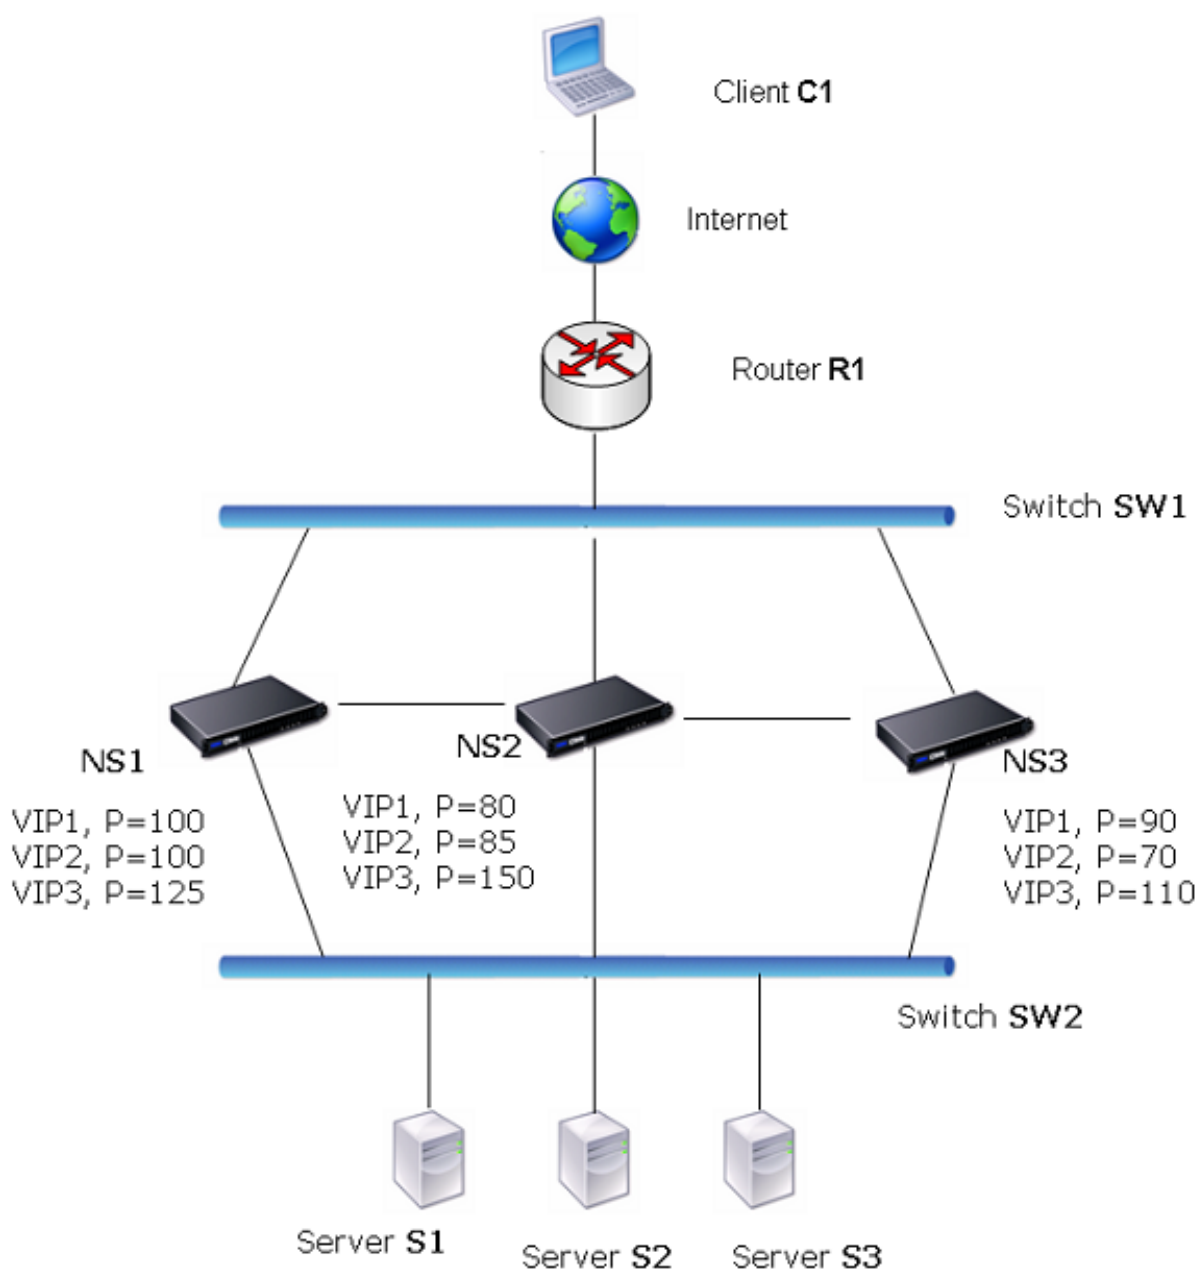 Client C1
Internet
Router R1
Switch SW1
NS1
VIP1, P=100
VIP2, P=100
VIP3, P=125
NS2
VIP1, P=80
VIP2, P=85
VIP3, P=150
NS3
VIP1, P=90
VIP2, P=70
VIP3, P=110
Switch SW2
Server S1
Server S2
Server S3